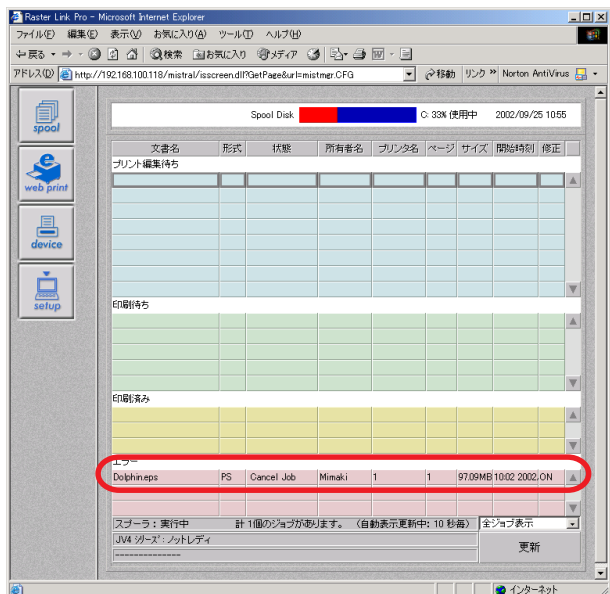 Raster Link Pro - Microsoft Internet Explorer
ファイル(F) 編集(E) 表示(V) お気に入り(A) ツール(T) ヘルプ(H)
戻る 検索 お気に入り メディア
アドレス(D) http://192.168.100.118/mistral/isscreen.dll?GetPage&url=mistmgr.CFG 移動 リンク » Norton AntiVirus
spool
web print
device
setup
Spool Disk C: 33% 使用中 2002/09/25 10:55
文書名 形式 状態 所有者名 プリンタ名 ページ サイズ 開始時刻 修正
プリント編集待ち
印刷待ち
印刷済み
エラー
Dolphin.eps PS Cancel Job Mimaki 1 1 97.09MB 10:02 2002. ON
スプーラ : 実行中 計 1個のジョブがあります。 (自動表示更新中: 10 秒毎) 全ジョブ表示
JV4 シリーズ : ノットレディ
--------------
更新
インターネット